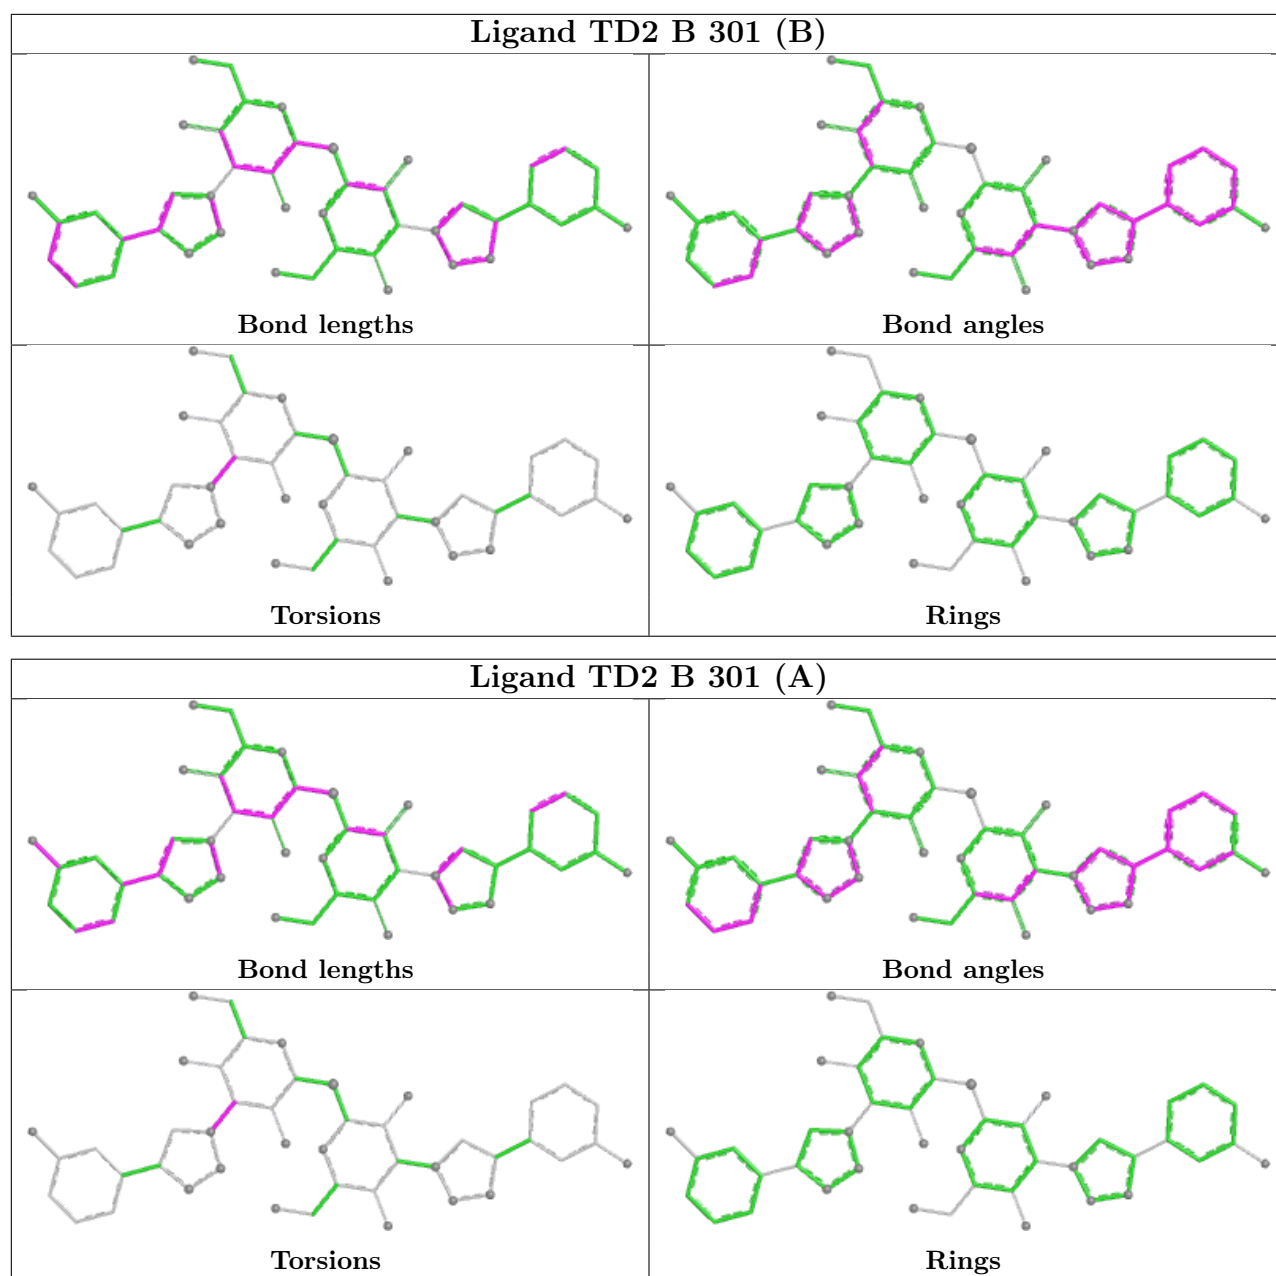 Ligand TD2 B 301 (B)
Bond lengths
Bond angles
Torsions
Rings
Ligand TD2 B 301 (A)
Bond lengths
Bond angles
Torsions
Rings